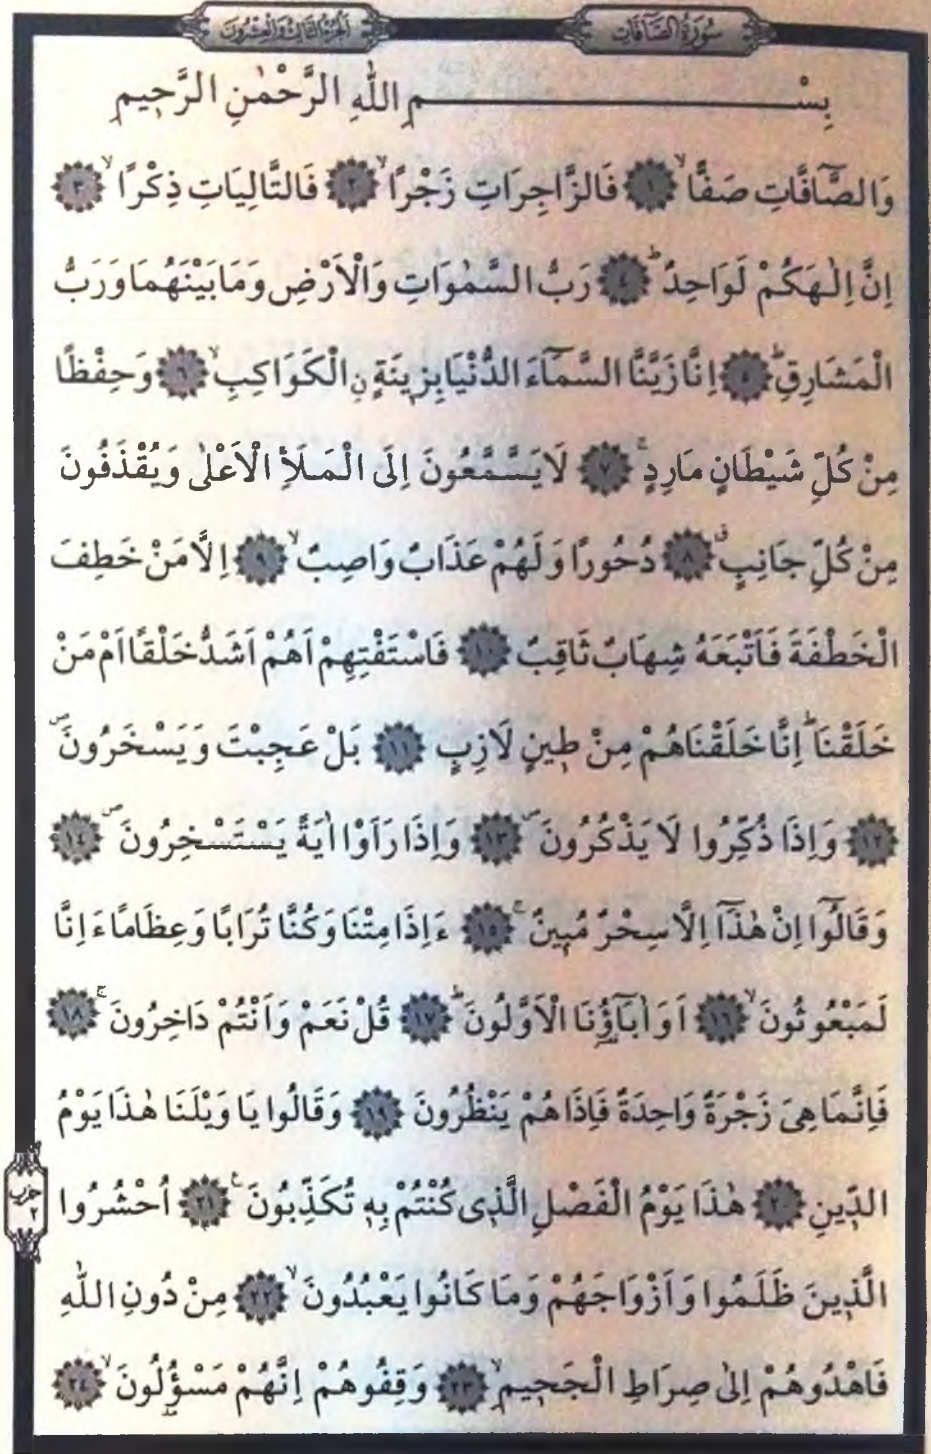 سُورَةُ الصَّٓافَّاتِ
اَلْجُزْءُ الثَّالِثُ وَالْعِشْرُونَ
بِسْمِ اللّٰهِ الرَّحْمٰنِ الرَّحٖيمِ
وَالصَّٓافَّاتِ صَفًّاۙ ﴿١﴾ فَالزَّاجِرَاتِ زَجْرًاۙ ﴿٢﴾ فَالتَّالِيَاتِ ذِكْرًاۙ ﴿٣﴾
اِنَّ اِلٰهَكُمْ لَوَاحِدٌؕ ﴿٤﴾ رَبُّ السَّمٰوَاتِ وَالْاَرْضِ وَمَا بَيْنَهُمَا وَرَبُّ
الْمَشَارِقِؕ ﴿٥﴾ اِنَّا زَيَّنَّا السَّمَٓاءَ الدُّنْيَا بِزٖينَةٍ نِ الْكَوَاكِبِۙ ﴿٦﴾ وَحِفْظًا
مِنْ كُلِّ شَيْطَانٍ مَارِدٍۚ ﴿٧﴾ لَا يَسَّمَّعُونَ اِلَى الْمَلَأِ الْاَعْلٰى وَيُقْذَفُونَ
مِنْ كُلِّ جَانِبٍۗ ﴿٨﴾ دُحُورًا وَلَهُمْ عَذَابٌ وَاصِبٌۙ ﴿٩﴾ اِلَّا مَنْ خَطِفَ
الْخَطْفَةَ فَاَتْبَعَهُ شِهَابٌ ثَاقِبٌ ﴿١٠﴾ فَاسْتَفْتِهِمْ اَهُمْ اَشَدُّ خَلْقًا اَمْ مَنْ
خَلَقْنَاؕ اِنَّا خَلَقْنَاهُمْ مِنْ طٖينٍ لَازِبٍ ﴿١١﴾ بَلْ عَجِبْتَ وَيَسْخَرُونَࣕ
﴿١٢﴾ وَاِذَا ذُكِّرُوا لَا يَذْكُرُونَࣕ ﴿١٣﴾ وَاِذَا رَاَوْا اٰيَةً يَسْتَسْخِرُونَࣕ ﴿١٤﴾
وَقَالُٓوا اِنْ هٰذَٓا اِلَّا سِحْرٌ مُبٖينٌۚ ﴿١٥﴾ ءَاِذَا مِتْنَا وَكُنَّا تُرَابًا وَعِظَامًا ءَاِنَّا
لَمَبْعُوثُونَۙ ﴿١٦﴾ اَوَاٰبَٓاؤُ۬نَا الْاَوَّلُونَؕ ﴿١٧﴾ قُلْ نَعَمْ وَاَنْتُمْ دَاخِرُونَۚ ﴿١٨﴾
فَاِنَّمَا هِىَ زَجْرَةٌ وَاحِدَةٌ فَاِذَا هُمْ يَنْظُرُونَ ﴿١٩﴾ وَقَالُوا يَا وَيْلَنَا هٰذَا يَوْمُ
الدّٖينِ ﴿٢٠﴾ هٰذَا يَوْمُ الْفَصْلِ الَّذٖى كُنْتُمْ بِهٖ تُكَذِّبُونَࣖ ﴿٢١﴾ اُحْشُرُوا
حزب
٢
الَّذٖينَ ظَلَمُوا وَاَزْوَاجَهُمْ وَمَا كَانُوا يَعْبُدُونَۙ ﴿٢٢﴾ مِنْ دُونِ اللّٰهِ
فَاهْدُوهُمْ اِلٰى صِرَاطِ الْجَحٖيمِۙ ﴿٢٣﴾ وَقِفُوهُمْ اِنَّهُمْ مَسْؤُ۫لُونَۙ ﴿٢٤﴾